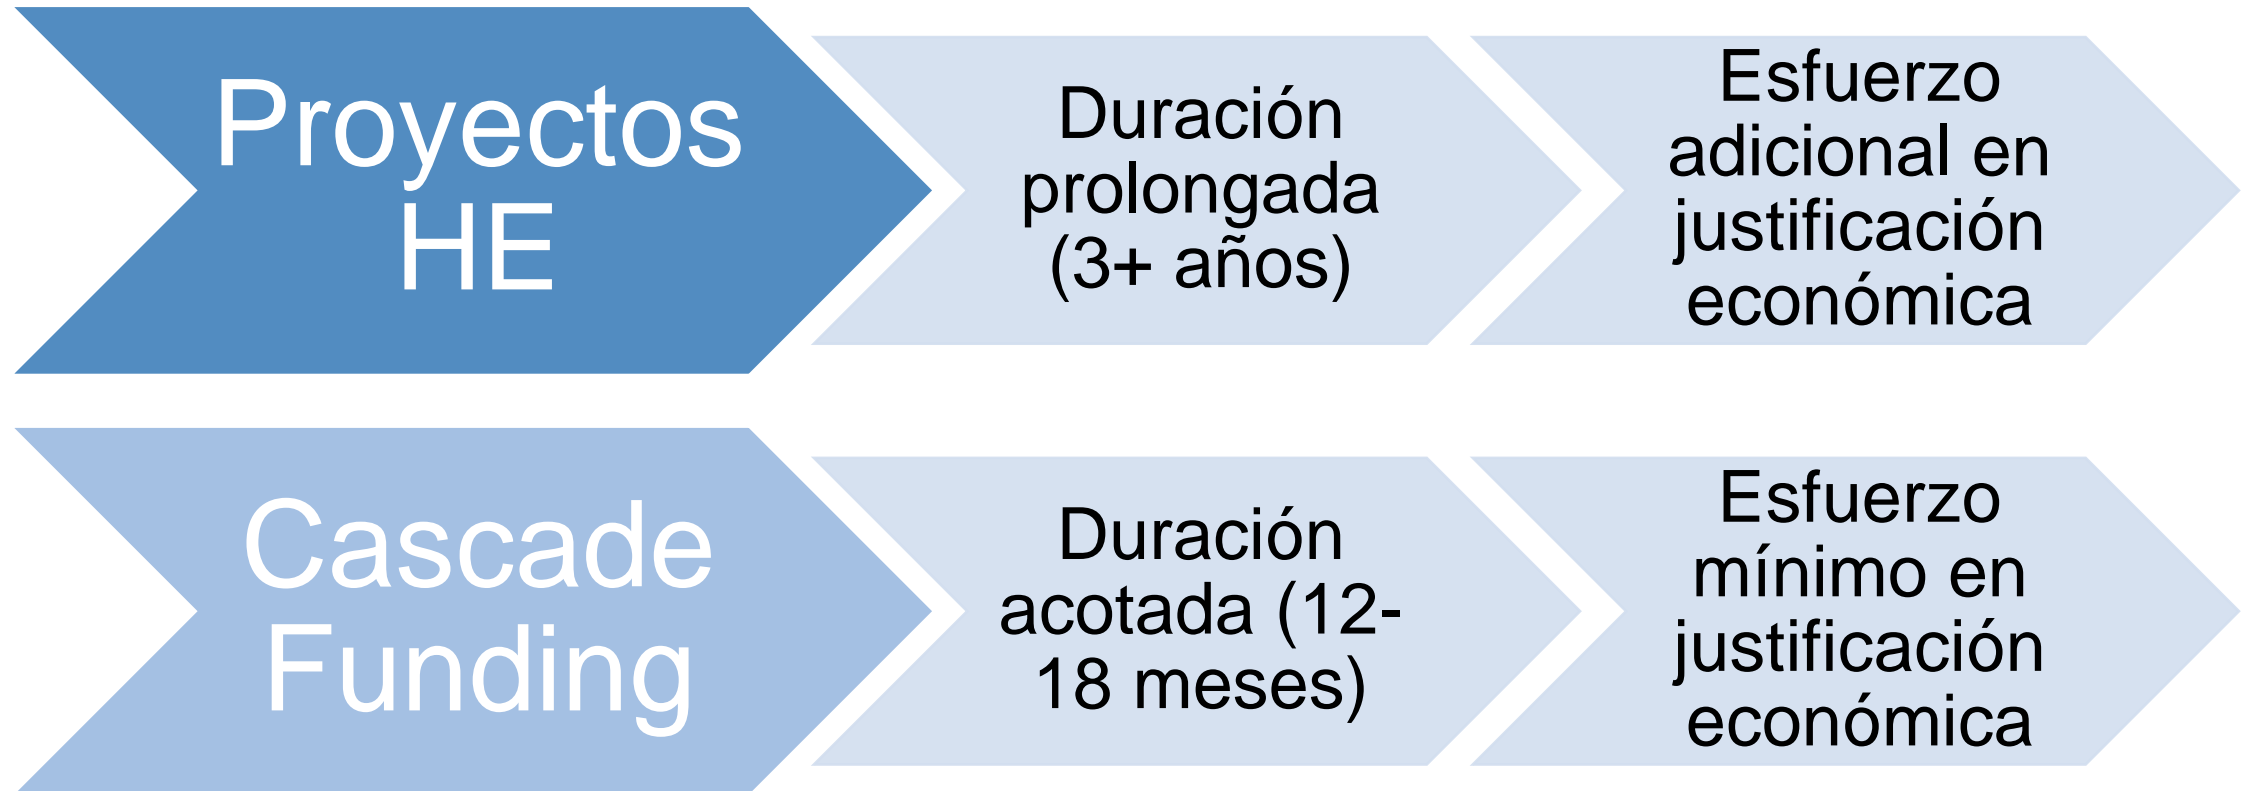 Proyectos
HE
Duración
prolongada
(3+ años)
Esfuerzo
adicional en
justificación
económica
Cascade
Funding
Duración
acotada (12-
18 meses)
Esfuerzo
mínimo en
justificación
económica